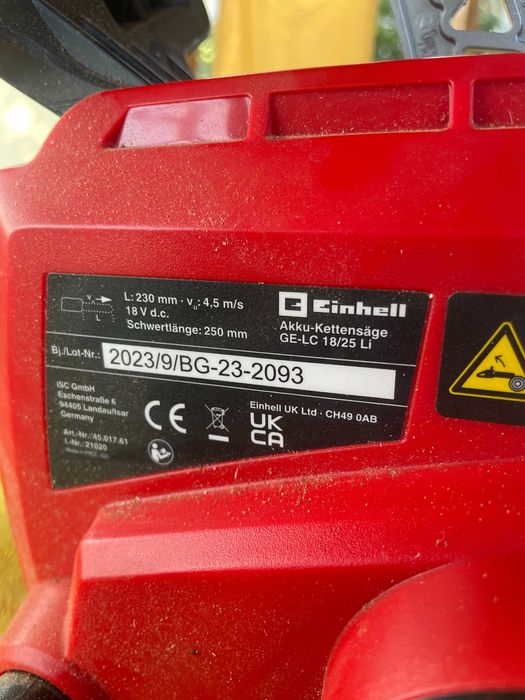 L: 230 mm · v₀: 4,5 m/s
18 V d.c.
Schwertlänge: 250 mm
Einhell
Akku-Kettensäge
GE-LC 18/25 Li
Bj./Lot-Nr.: 2023/9/BG-23-2093
ISC GmbH
Eschenstraße 6
94405 Landau/Isar
Germany
Art.-Nr.: 45.017.61
I.-Nr.: 21020
CE
Einhell UK Ltd · CH49 0AB
UK
CA